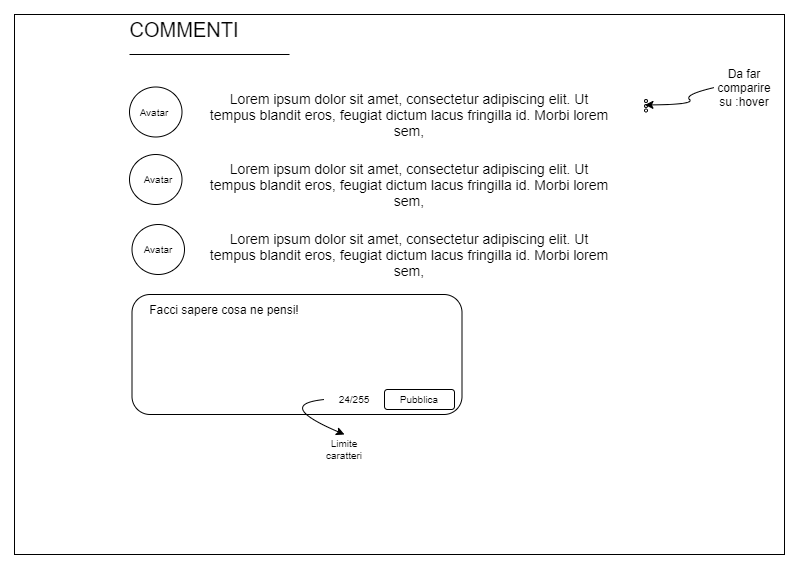 COMMENTI
Da far
comparire
su :hover
Avatar
Lorem ipsum dolor sit amet, consectetur adipiscing elit. Ut
tempus blandit eros, feugiat dictum lacus fringilla id. Morbi lorem
sem,
Avatar
Lorem ipsum dolor sit amet, consectetur adipiscing elit. Ut
tempus blandit eros, feugiat dictum lacus fringilla id. Morbi lorem
sem,
Avatar
Lorem ipsum dolor sit amet, consectetur adipiscing elit. Ut
tempus blandit eros, feugiat dictum lacus fringilla id. Morbi lorem
sem,
Facci sapere cosa ne pensi!
24/255
Pubblica
Limite
caratteri